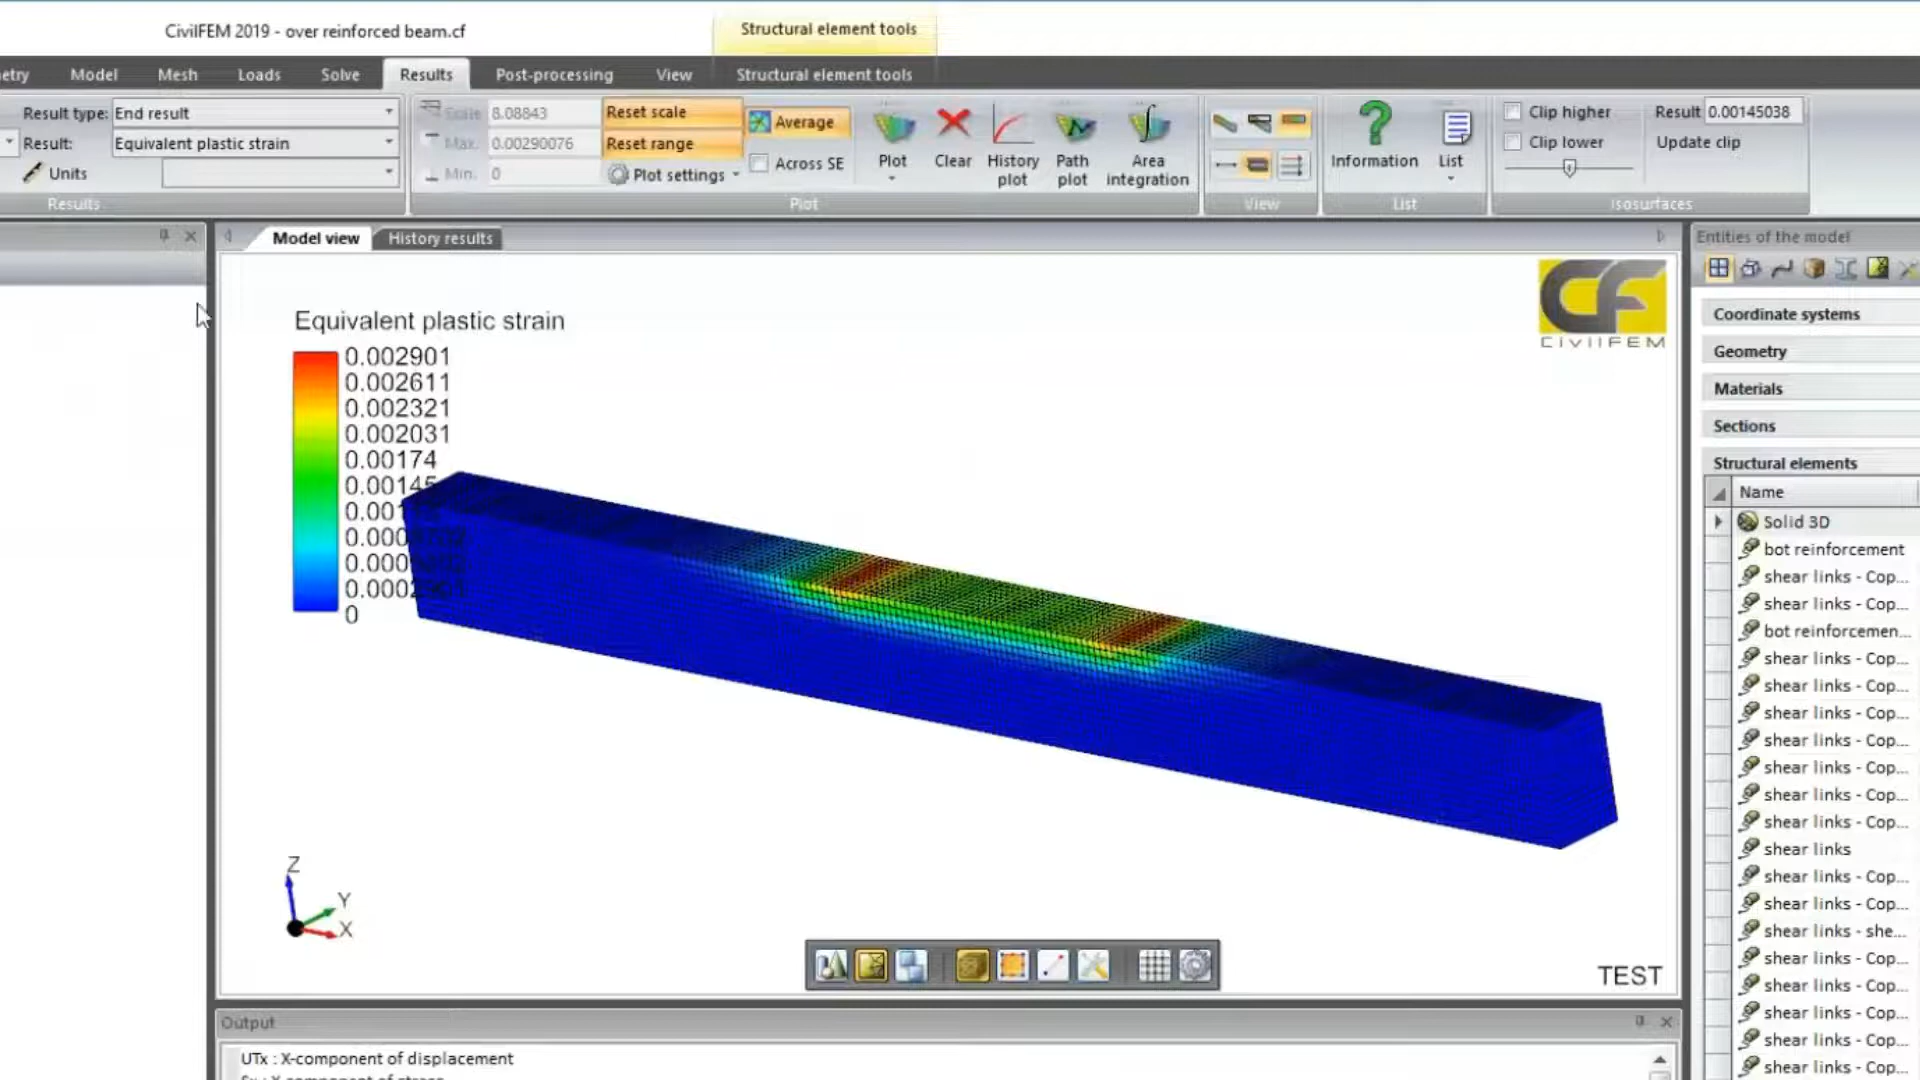 CivilFEM 2019 - over reinforced beam.cf
Structural element tools
etry Model Mesh Loads Solve Results Post-processing View Structural element tools
Result type: End result
Result: Equivalent plastic strain
Units
Results
Scale 8.08843
Max. 0.00290076
Min. 0
Reset scale
Reset range
Plot settings
Average
Across SE
Plot
Clear
History plot
Path plot
Area integration
Plot
View
Information
List
List
Clip higher
Clip lower
Result 0.00145038
Update clip
Isosurfaces
Model view
History results
CIVILFEM
Equivalent plastic strain
0.002901
0.002611
0.002321
0.002031
0.00174
0.00145
0
Z
Y
X
TEST
Output
UTx : X-component of displacement
Entities of the model
Coordinate systems
Geometry
Materials
Sections
Structural elements
Name
Solid 3D
bot reinforcement
shear links - Cop...
shear links - Cop...
bot reinforcemen...
shear links - Cop...
shear links - Cop...
shear links - Cop...
shear links - Cop...
shear links - Cop...
shear links - Cop...
shear links - Cop...
shear links
shear links - Cop...
shear links - Cop...
shear links - she...
shear links - Cop...
shear links - Cop...
shear links - Cop...
shear links - Cop...
shear links - Cop...